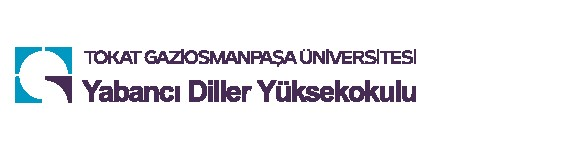 TOKAT GAZİOSMANPAŞA ÜNİVERSİTESİ
Yabancı Diller Yüksekokulu